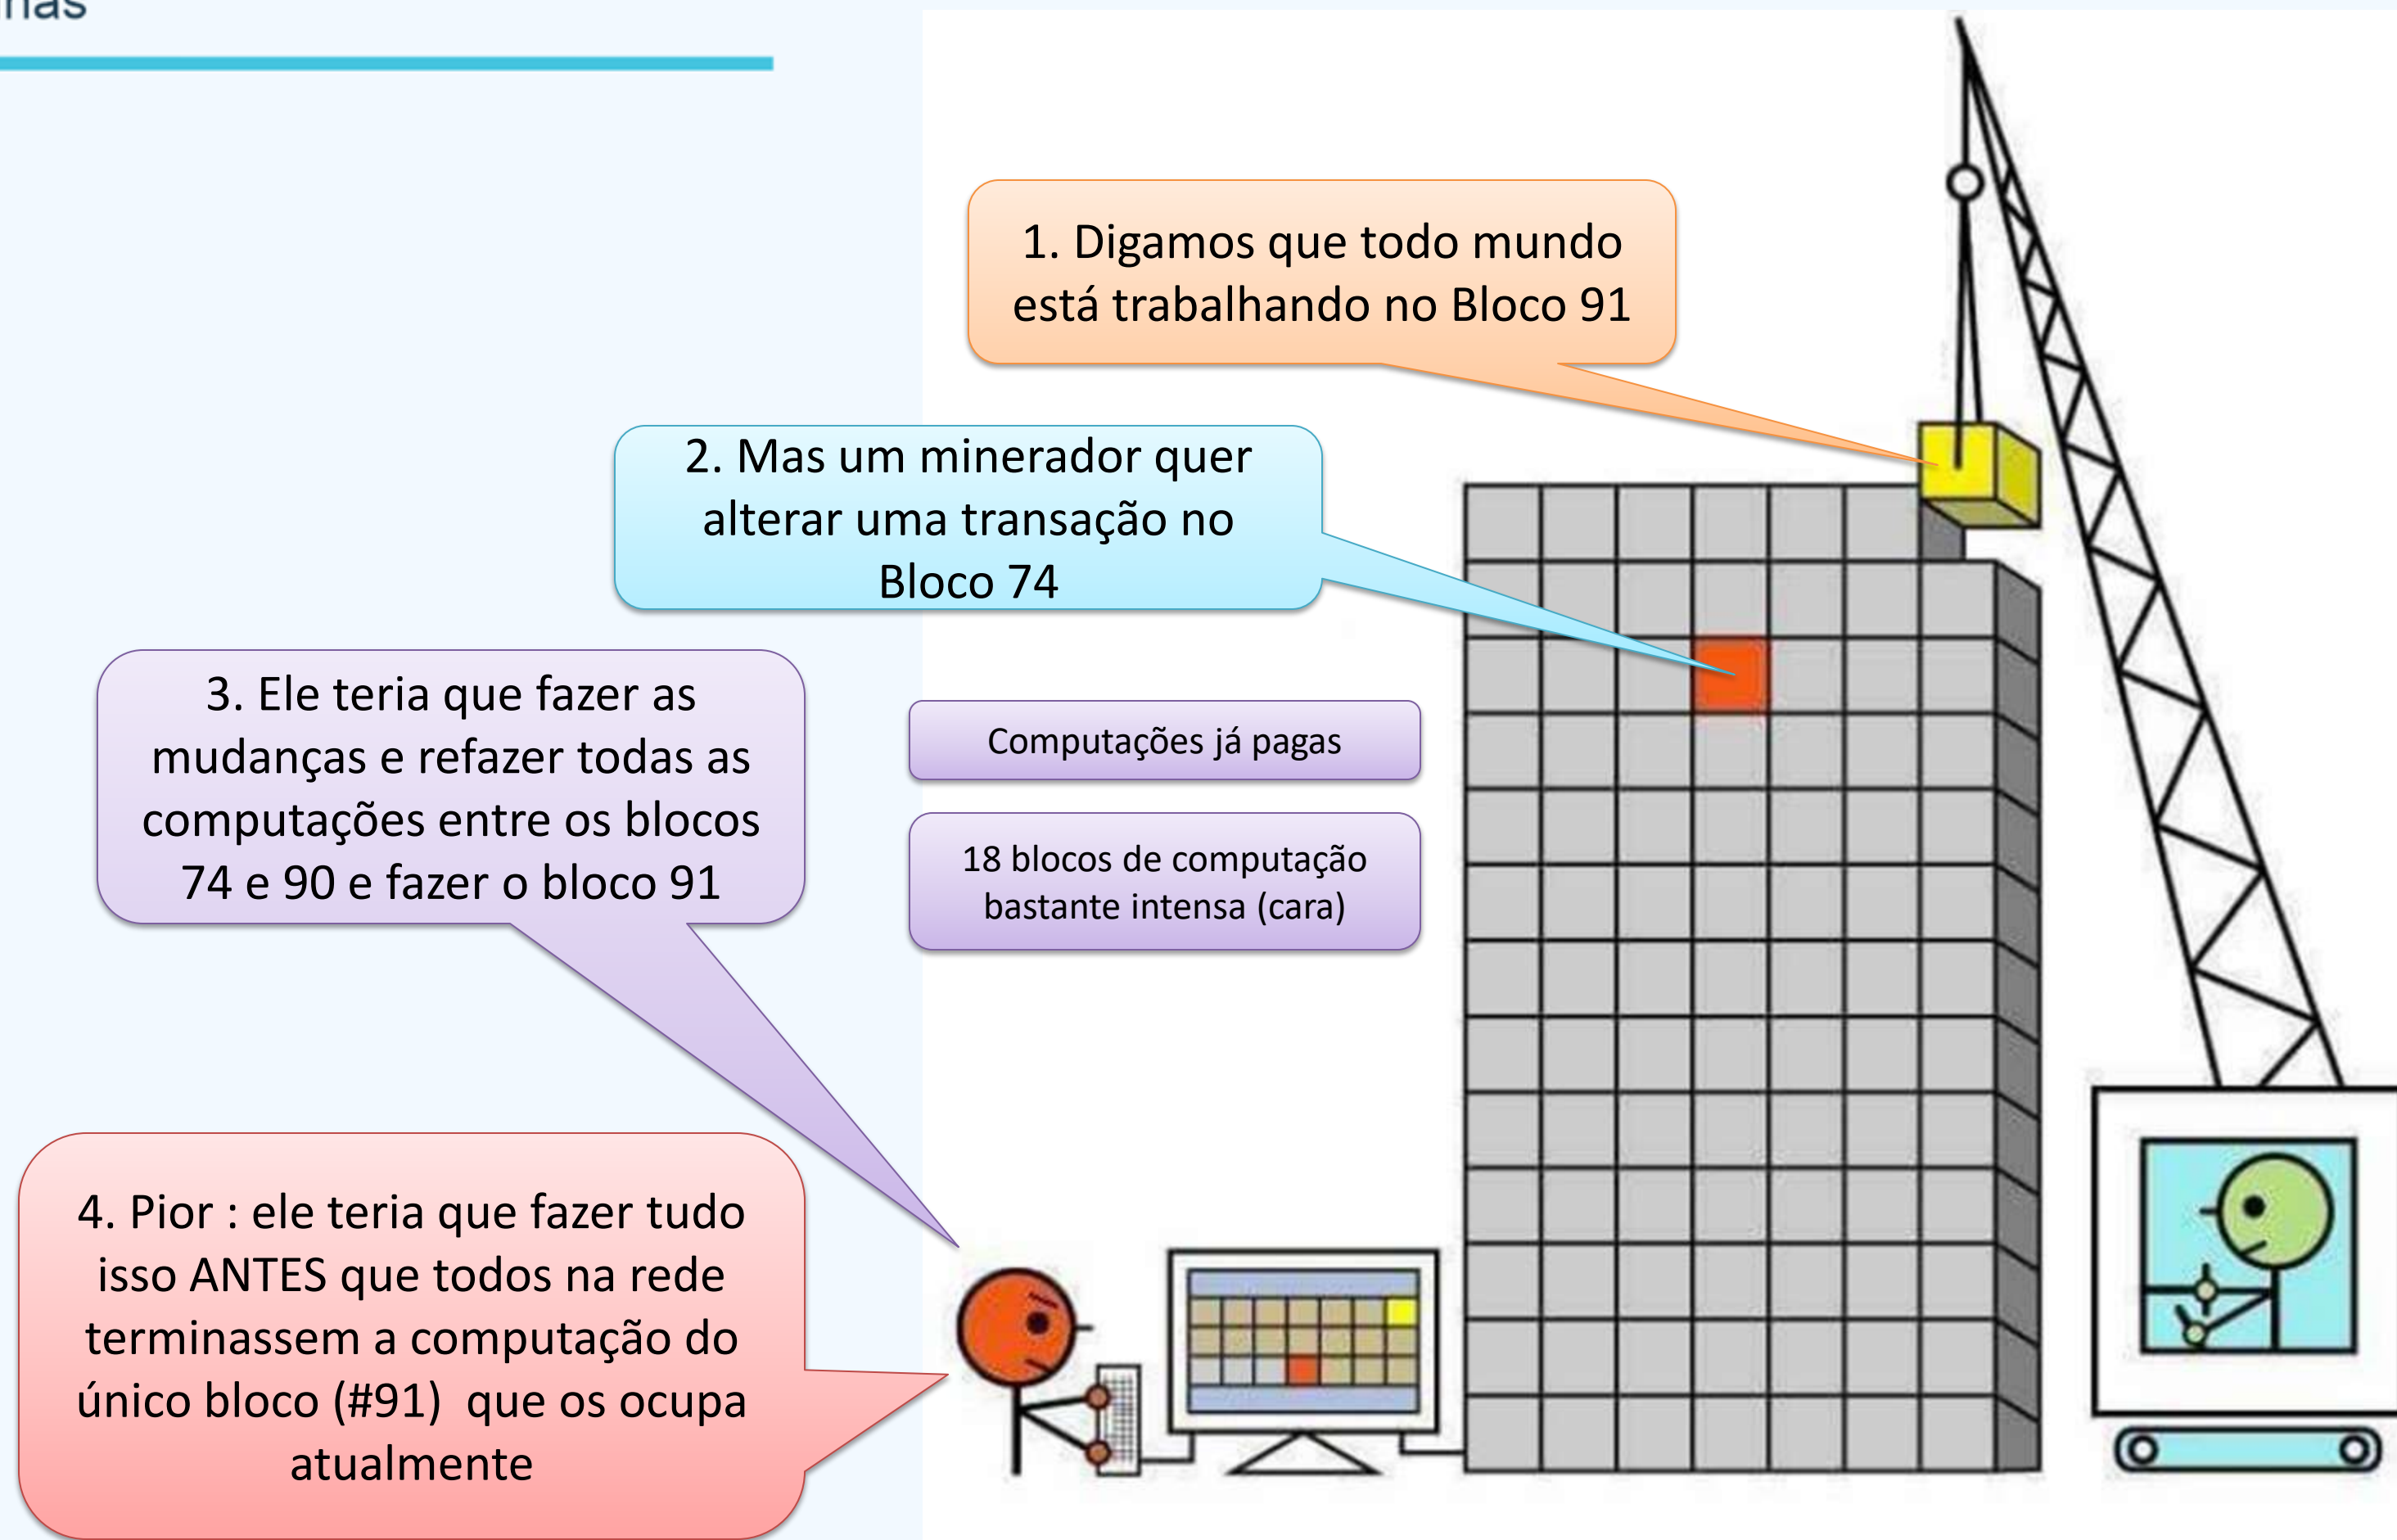 1. Digamos que todo mundo
está trabalhando no Bloco 91
2. Mas um minerador quer
alterar uma transação no
Bloco 74
3. Ele teria que fazer as
mudanças e refazer todas as
computações entre os blocos
74 e 90 e fazer o bloco 91
Computações já pagas
18 blocos de computação
bastante intensa (cara)
4. Pior : ele teria que fazer tudo
isso ANTES que todos na rede
terminassem a computação do
único bloco (#91)  que os ocupa
atualmente